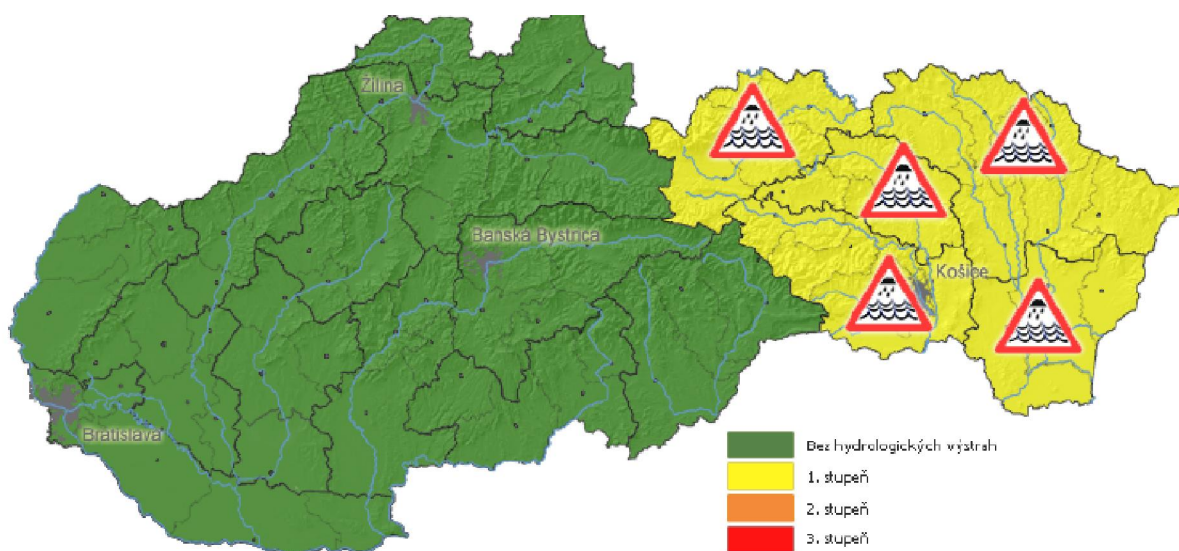 Žilina
Banská Bystrica
Košice
Bratislava
Bez hydrologických výstrah
1. stupeň
2. stupeň
3. stupeň